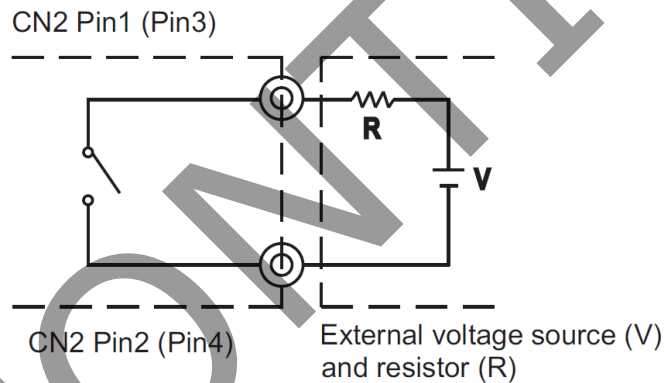 CN2 Pin1 (Pin3)
R
V
CN2 Pin2 (Pin4)
External voltage source (V)
and resistor (R)